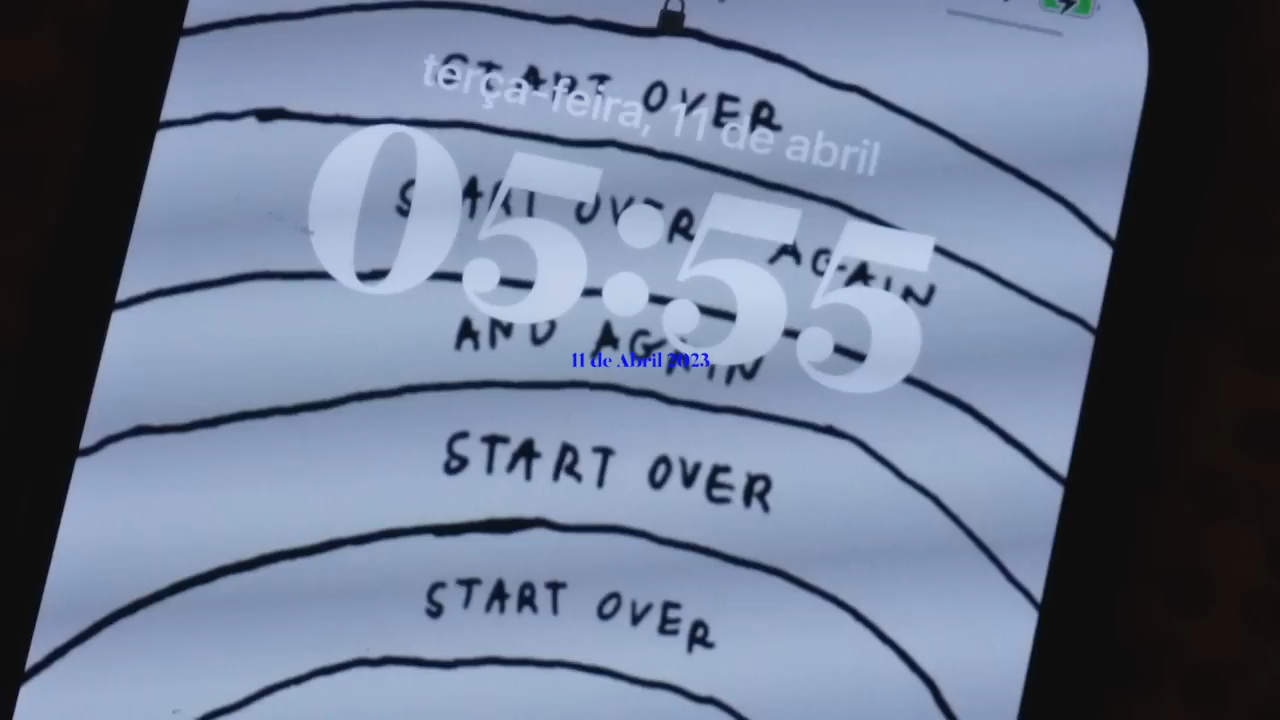 START OVER
terça-feira, 11 de abril
05:55
START OVER AGAIN
AND AGAIN
11 de Abril 2023
START OVER
START OVER